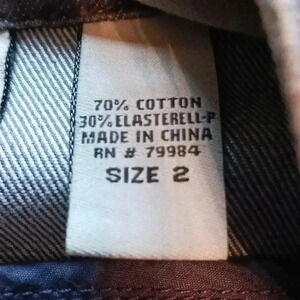 70% COTTON
30% ELASTERELL-P
MADE IN CHINA
RN # 79984
SIZE 2